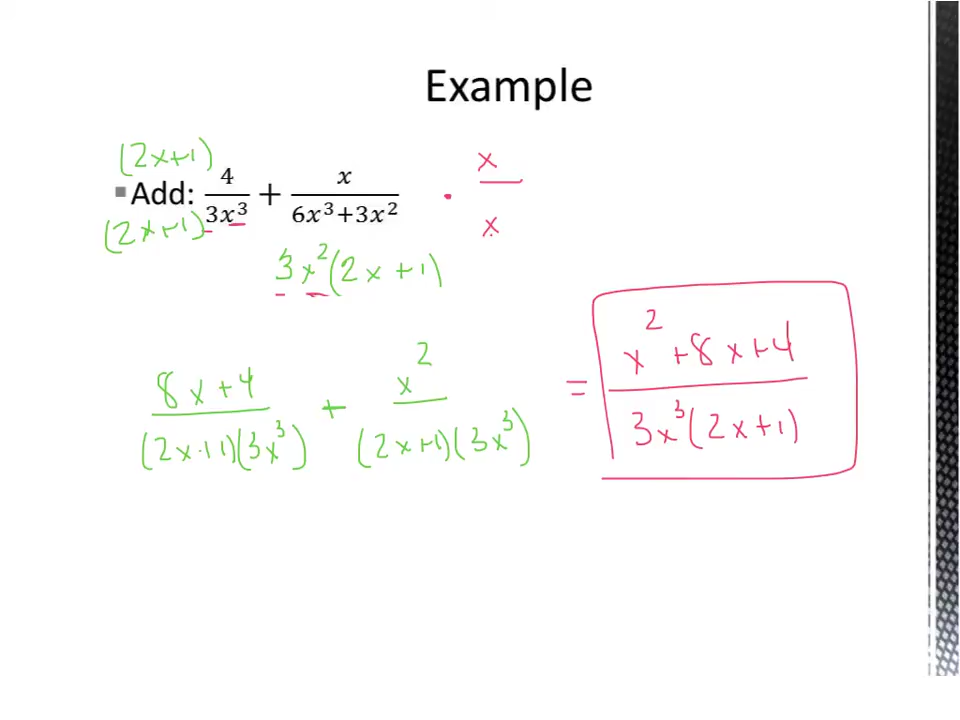 Example
(2x+1)
▪Add: 4/(3x³) + x/(6x³+3x²) · x/x
(2x+1)
3x²(2x+1)
(8x+4)/((2x+1)(3x³)) + x²/((2x+1)(3x³)) = (x²+8x+4)/(3x³(2x+1))